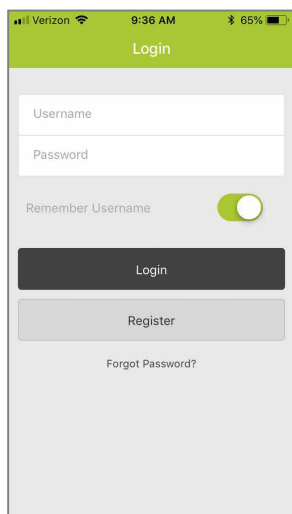 Verizon 9:36 AM 65%
Login
Username
Password
Remember Username
Login
Register
Forgot Password?